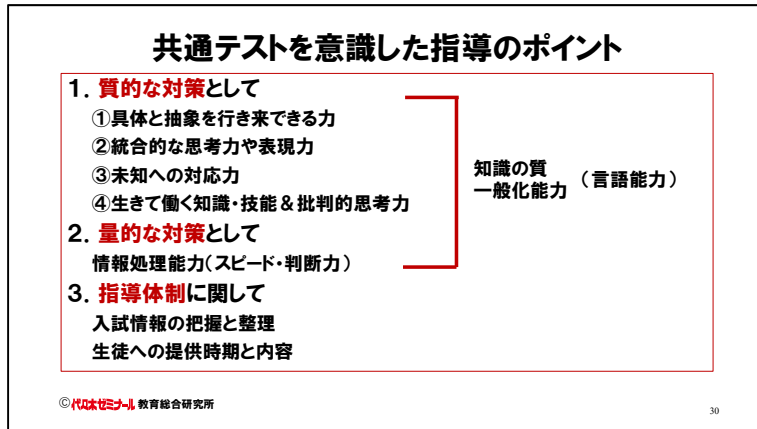 共通テストを意識した指導のポイント
1. 質的な対策として
①具体と抽象を行き来できる力
②統合的な思考力や表現力
③未知への対応力
④生きて働く知識・技能＆批判的思考力
知識の質
一般化能力 （言語能力）
2. 量的な対策として
情報処理能力（スピード・判断力）
3. 指導体制に関して
入試情報の把握と整理
生徒への提供時期と内容
©代々木ゼミナール 教育総合研究所
30